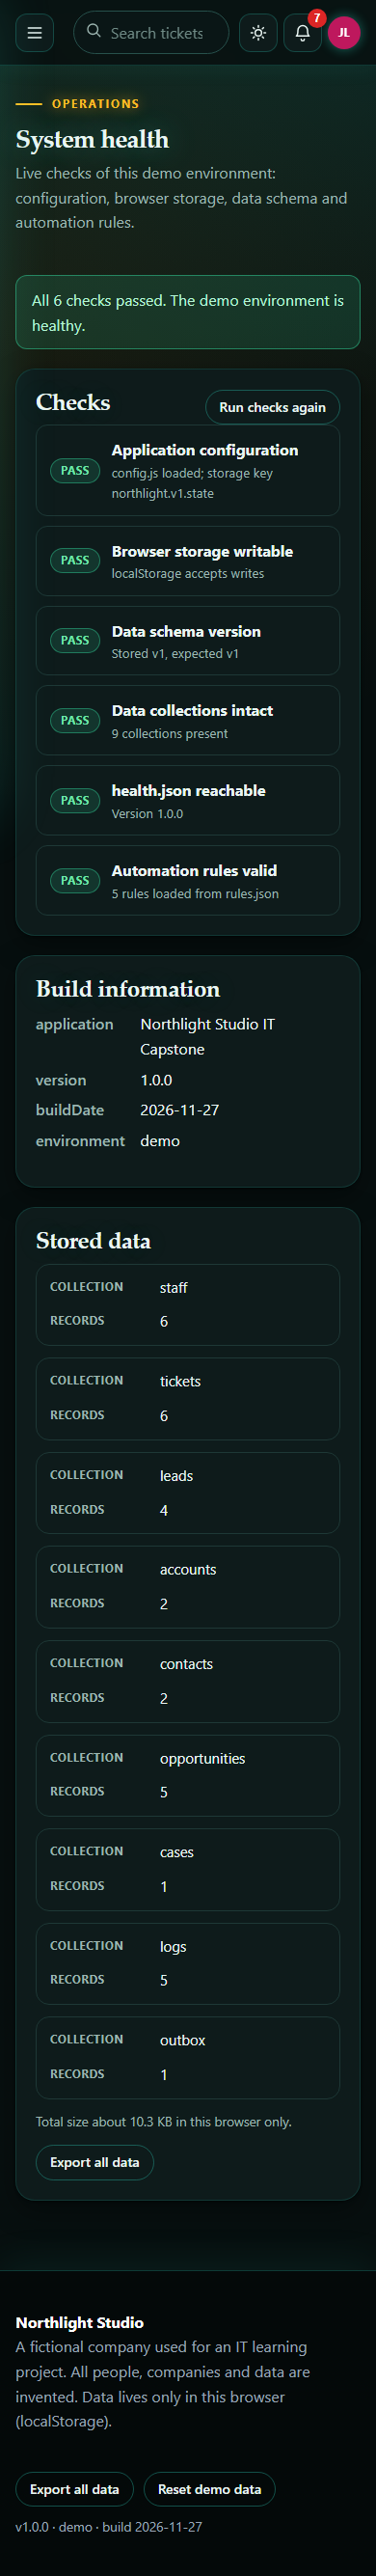 Search tickets
7
JL
OPERATIONS
System health
Live checks of this demo environment:
configuration, browser storage, data schema and
automation rules.
All 6 checks passed. The demo environment is
healthy.
Checks
Run checks again
PASS
Application configuration
config.js loaded; storage key
northlight.v1.state
PASS
Browser storage writable
localStorage accepts writes
PASS
Data schema version
Stored v1, expected v1
PASS
Data collections intact
9 collections present
PASS
health.json reachable
Version 1.0.0
PASS
Automation rules valid
5 rules loaded from rules.json
Build information
application Northlight Studio IT
Capstone
version 1.0.0
buildDate 2026-11-27
environment demo
Stored data
COLLECTION staff
RECORDS 6
COLLECTION tickets
RECORDS 6
COLLECTION leads
RECORDS 4
COLLECTION accounts
RECORDS 2
COLLECTION contacts
RECORDS 2
COLLECTION opportunities
RECORDS 5
COLLECTION cases
RECORDS 1
COLLECTION logs
RECORDS 5
COLLECTION outbox
RECORDS 1
Total size about 10.3 KB in this browser only.
Export all data
Northlight Studio
A fictional company used for an IT learning
project. All people, companies and data are
invented. Data lives only in this browser
(localStorage).
Export all data Reset demo data
v1.0.0 · demo · build 2026-11-27